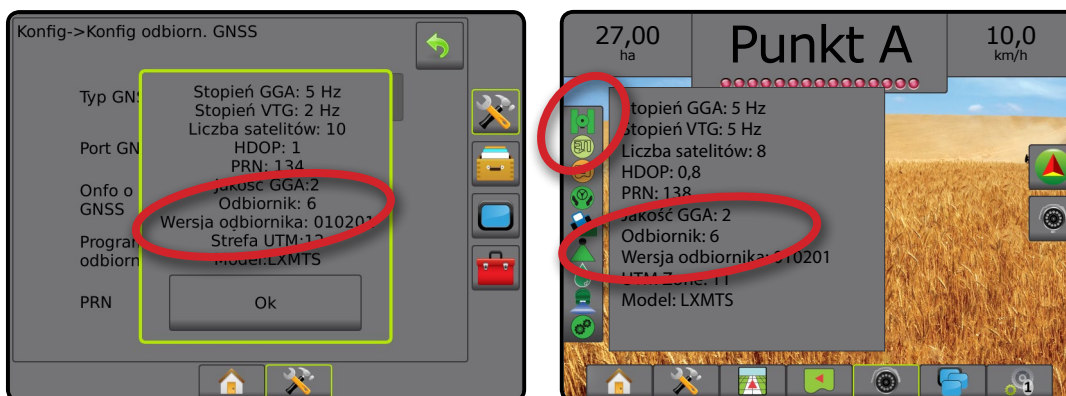 Konfig->Konfig odbiorn. GNSS
Typ GN
Port GN
Onfo o
GNSS
Progra
odbiorn
PRN
Stopień GGA: 5 Hz
Stopień VTG: 2 Hz
Liczba satelitów: 10
HDOP: 1
PRN: 134
Jakość GGA:2
Odbiornik: 6
Wersja odbiornika: 010201
Strefa UTM:12
Model:LXMTS
Ok
27,00
ha
Punkt A
10,0
km/h
Stopień GGA: 5 Hz
Stopień VTG: 5 Hz
Liczba satelitów: 8
HDOP: 0,8
PRN: 138
Jakość GGA: 2
Odbiornik: 6
Wersja odbiornika: 010201
UTM Zone: 11
Model: LXMTS
1